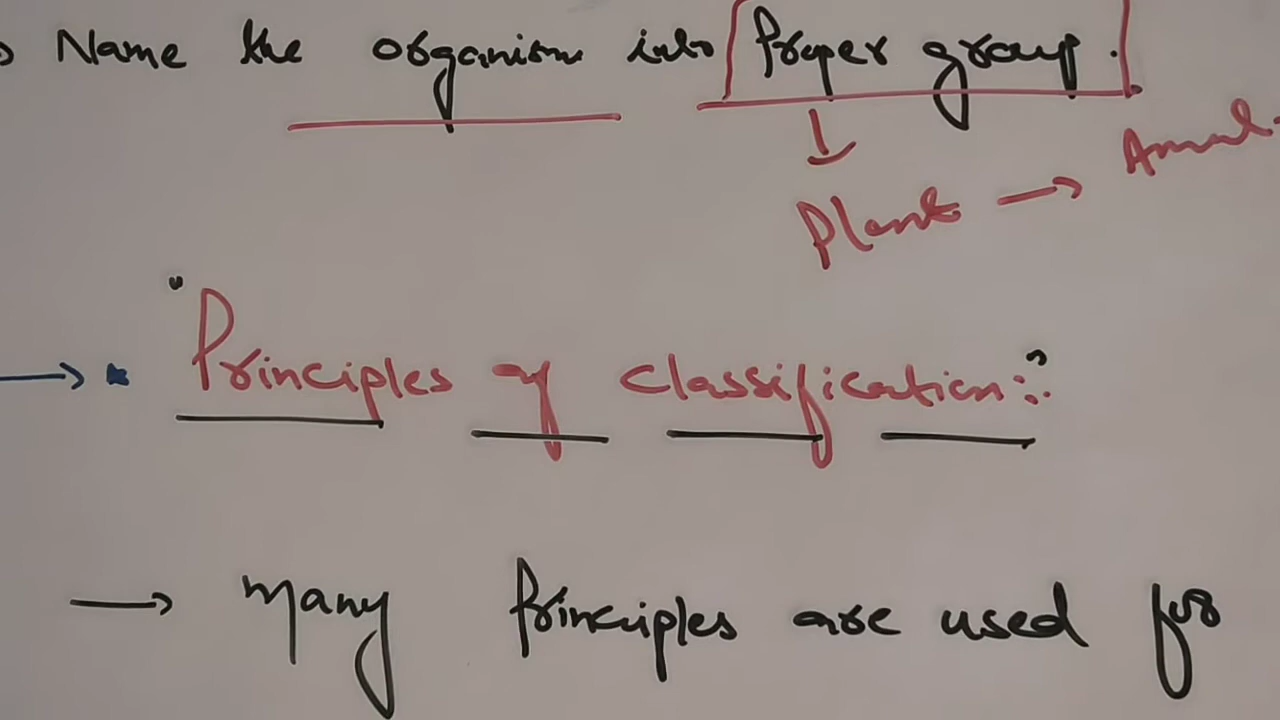 Name the organism into Proper group.
Plant → Animal
"Principles of Classification:-"
→ Many Principles are used for